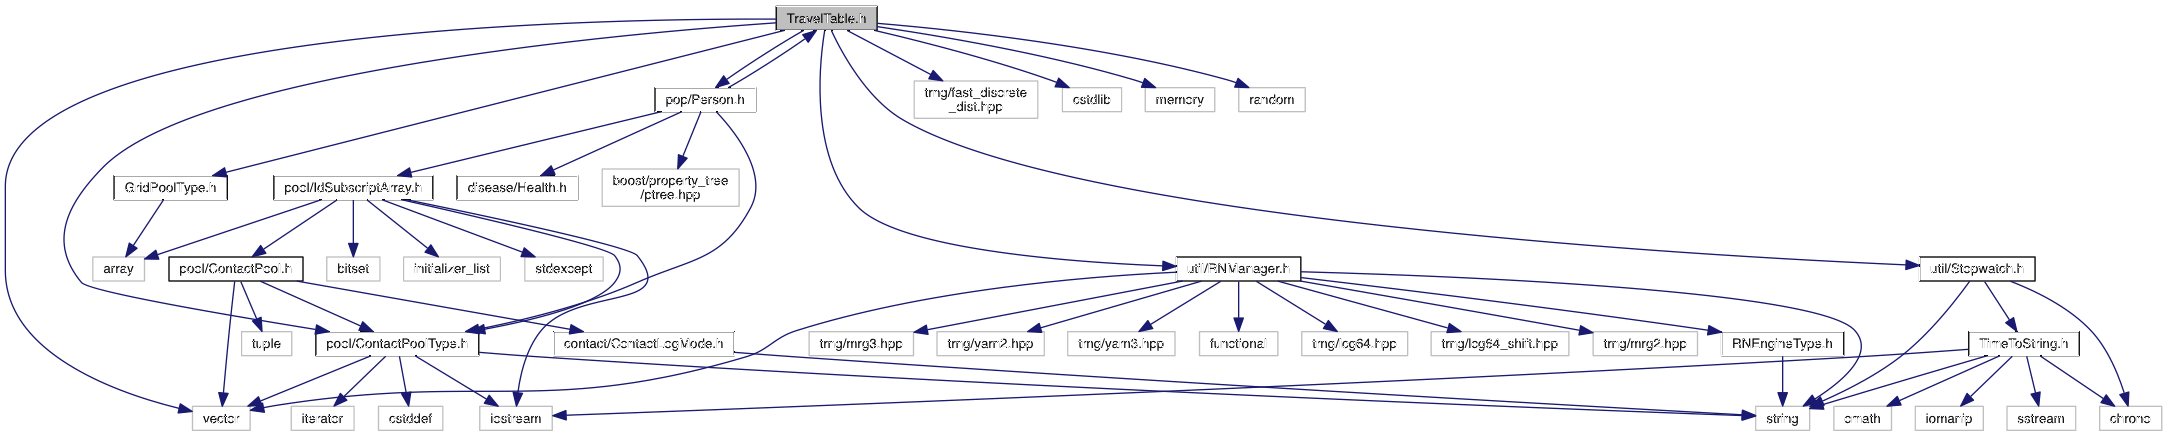 TravelTable.h
pop/Person.h
trng/fast_discrete
_dist.hpp
cstdlib
memory
random
GridPoolType.h
pool/IdSubscriptArray.h
disease/Health.h
boost/property_tree
/ptree.hpp
array
pool/ContactPool.h
bitset
initializer_list
stdexcept
util/RNManager.h
util/Stopwatch.h
tuple
pool/ContactPoolType.h
contact/ContactLogMode.h
trng/mrg3.hpp
trng/yarn2.hpp
trng/yarn3.hpp
functional
trng/lcg64.hpp
trng/lcg64_shift.hpp
trng/mrg2.hpp
RNEngineType.h
TimeToString.h
vector
iterator
cstddef
iostream
string
cmath
iomanip
sstream
chrono